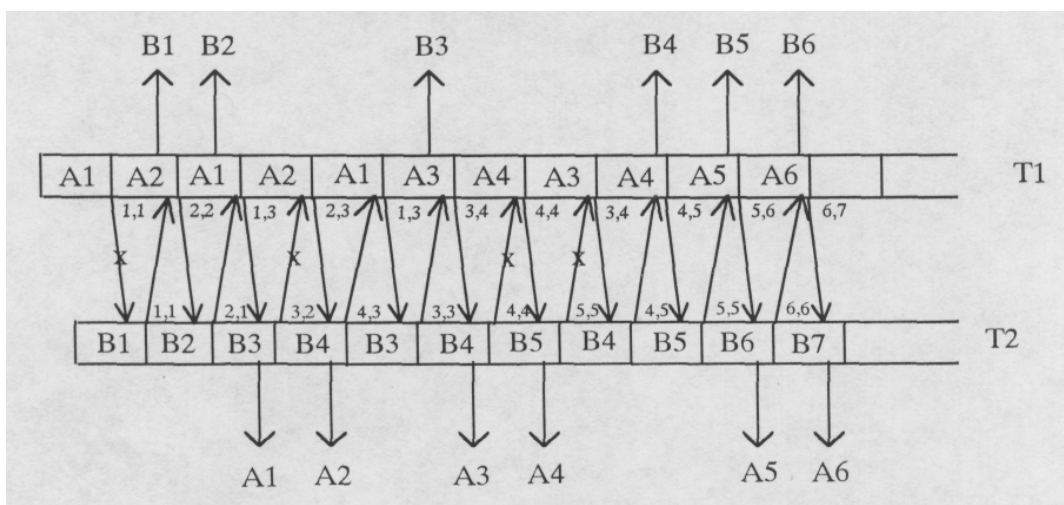 B1 B2 B3 B4 B5 B6
A1 A2 A1 A2 A1 A3 A4 A3 A4 A5 A6 T1
1,1 2,2 1,3 2,3 1,3 3,4 4,4 3,4 4,5 5,6 6,7
x x x x
1,1 2,1 3,2 4,3 3,3 4,4 5,5 4,5 5,5 6,6
B1 B2 B3 B4 B3 B4 B5 B4 B5 B6 B7 T2
A1 A2 A3 A4 A5 A6